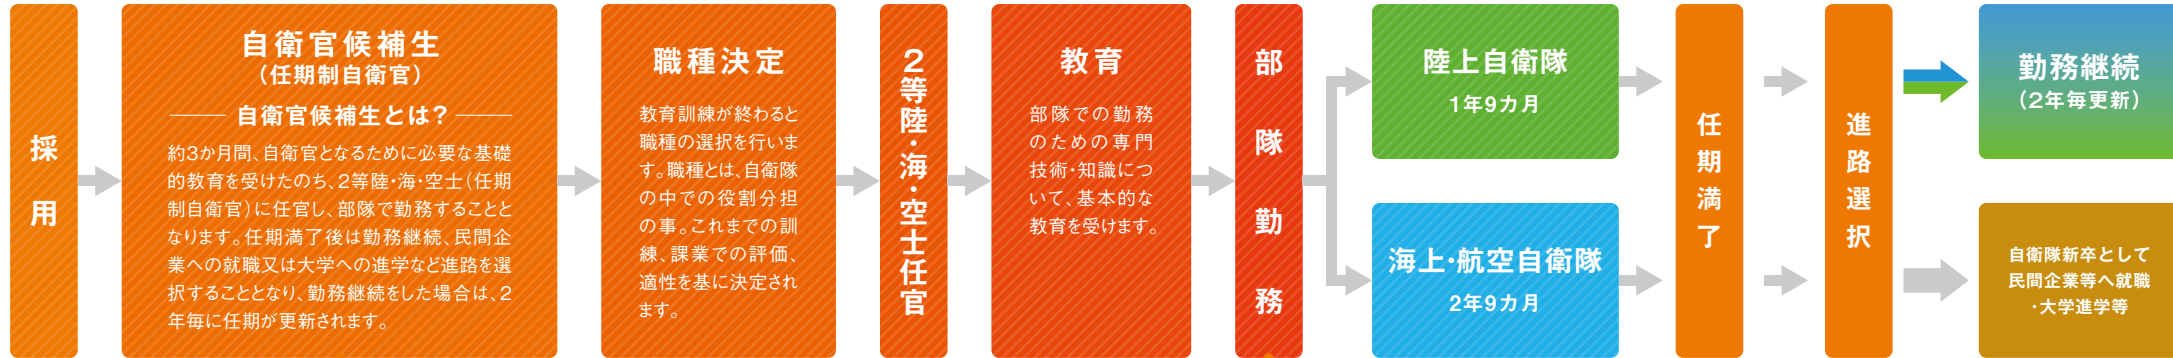 採用
自衛官候補生
（任期制自衛官）
自衛官候補生とは？
約3か月間、自衛官となるために必要な基礎
的教育を受けたのち、2等陸・海・空士（任期
制自衛官）に任官し、部隊で勤務することと
なります。任期満了後は勤務継続、民間企
業への就職又は大学への進学など進路を選
択することとなり、勤務継続をした場合は、2
年毎に任期が更新されます。
職種決定
教育訓練が終わると
職種の選択を行いま
す。職種とは、自衛隊
の中での役割分担
の事。これまでの訓
練、課業での評価、
適性を基に決定され
ます。
2等陸・海・空士任官
教育
部隊での勤務
のための専門
技術・知識につ
いて、基本的な
教育を受けます。
部隊勤務
陸上自衛隊
1年9カ月
海上・航空自衛隊
2年9カ月
任期満了
進路選択
勤務継続
（2年毎更新）
自衛隊新卒として
民間企業等へ就職
・大学進学等